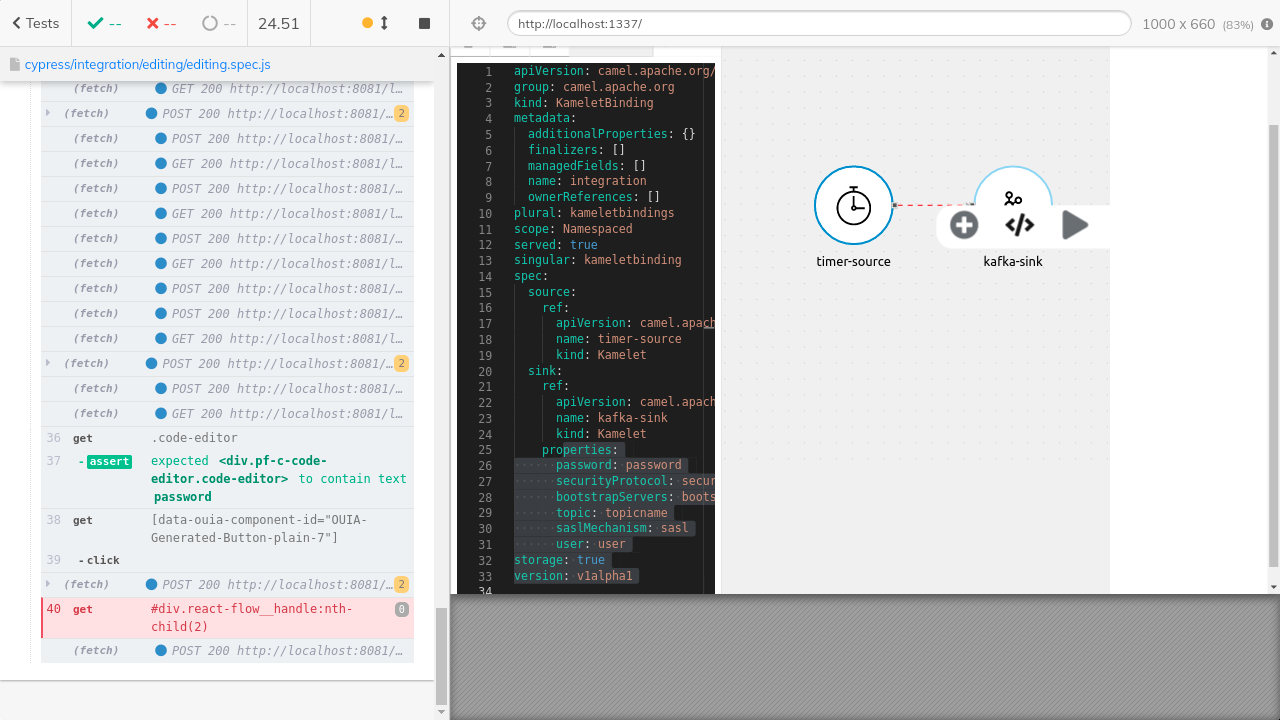 Tests
--
--
--
24.51
http://localhost:1337/
1000 x 660 (83%)
cypress/integration/editing/editing.spec.js
(fetch) GET 200 http://localhost:8081/l…
(fetch) POST 200 http://localhost:8081/… 2
(fetch) POST 200 http://localhost:8081/…
(fetch) GET 200 http://localhost:8081/l…
(fetch) POST 200 http://localhost:8081/…
(fetch) GET 200 http://localhost:8081/l…
(fetch) POST 200 http://localhost:8081/…
(fetch) GET 200 http://localhost:8081/l…
(fetch) POST 200 http://localhost:8081/…
(fetch) POST 200 http://localhost:8081/…
(fetch) GET 200 http://localhost:8081/l…
(fetch) POST 200 http://localhost:8081/… 2
(fetch) POST 200 http://localhost:8081/…
(fetch) GET 200 http://localhost:8081/l…
36 get .code-editor
37 -assert expected <div.pf-c-code-
editor.code-editor> to contain text
password
38 get [data-ouia-component-id="OUIA-
Generated-Button-plain-7"]
39 -click
(fetch) POST 200 http://localhost:8081/… 2
40 get #div.react-flow__handle:nth-
child(2) 0
(fetch) POST 200 http://localhost:8081/…
1 apiVersion: camel.apache.org/
2 group: camel.apache.org
3 kind: KameletBinding
4 metadata:
5 additionalProperties: {}
6 finalizers: []
7 managedFields: []
8 name: integration
9 ownerReferences: []
10 plural: kameletbindings
11 scope: Namespaced
12 served: true
13 singular: kameletbinding
14 spec:
15 source:
16 ref:
17 apiVersion: camel.apach
18 name: timer-source
19 kind: Kamelet
20 sink:
21 ref:
22 apiVersion: camel.apach
23 name: kafka-sink
24 kind: Kamelet
25 properties:
26 password: password
27 securityProtocol: secur
28 bootstrapServers: boots
29 topic: topicname
30 saslMechanism: sasl
31 user: user
32 storage: true
33 version: v1alpha1
34
timer-source
kafka-sink